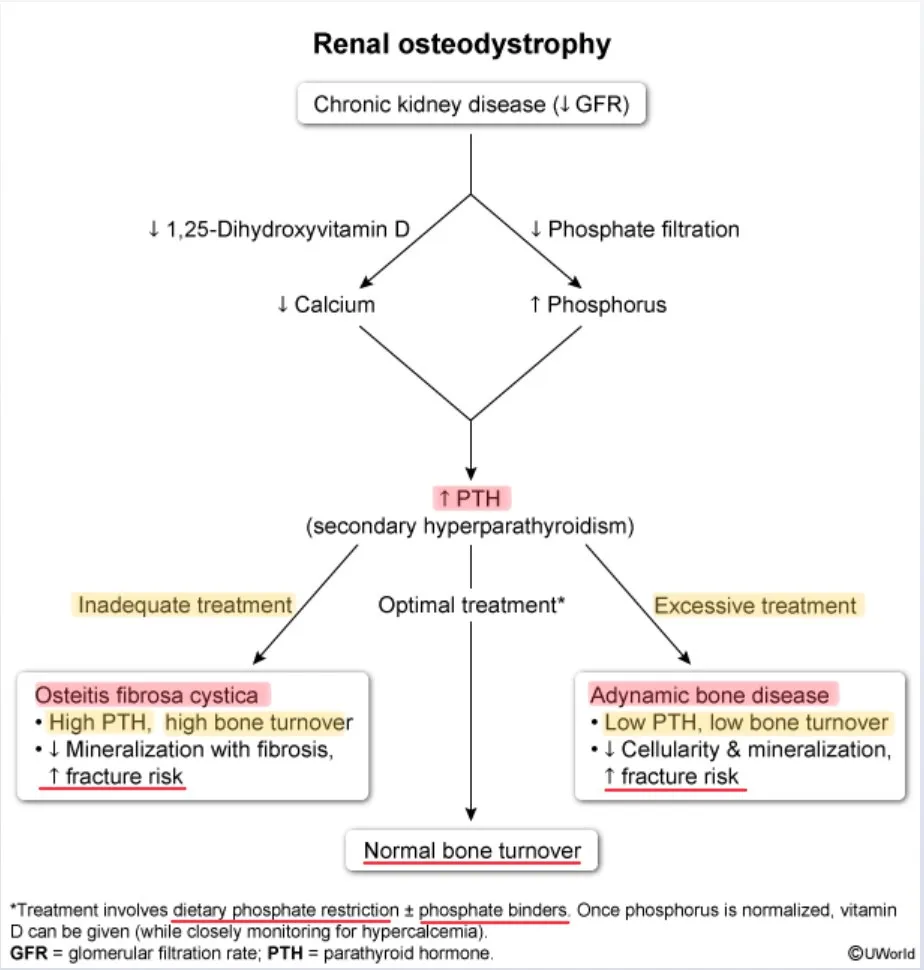 Renal osteodystrophy
Chronic kidney disease (↓ GFR)
↓ 1,25-Dihydroxyvitamin D
↓ Phosphate filtration
↓ Calcium
↑ Phosphorus
↑ PTH
(secondary hyperparathyroidism)
Inadequate treatment
Optimal treatment*
Excessive treatment
Osteitis fibrosa cystica
• High PTH, high bone turnover
• ↓ Mineralization with fibrosis,
↑ fracture risk
Adynamic bone disease
• Low PTH, low bone turnover
• ↓ Cellularity & mineralization,
↑ fracture risk
Normal bone turnover
*Treatment involves dietary phosphate restriction ± phosphate binders. Once phosphorus is normalized, vitamin
D can be given (while closely monitoring for hypercalcemia).
GFR = glomerular filtration rate; PTH = parathyroid hormone.
©UWorld